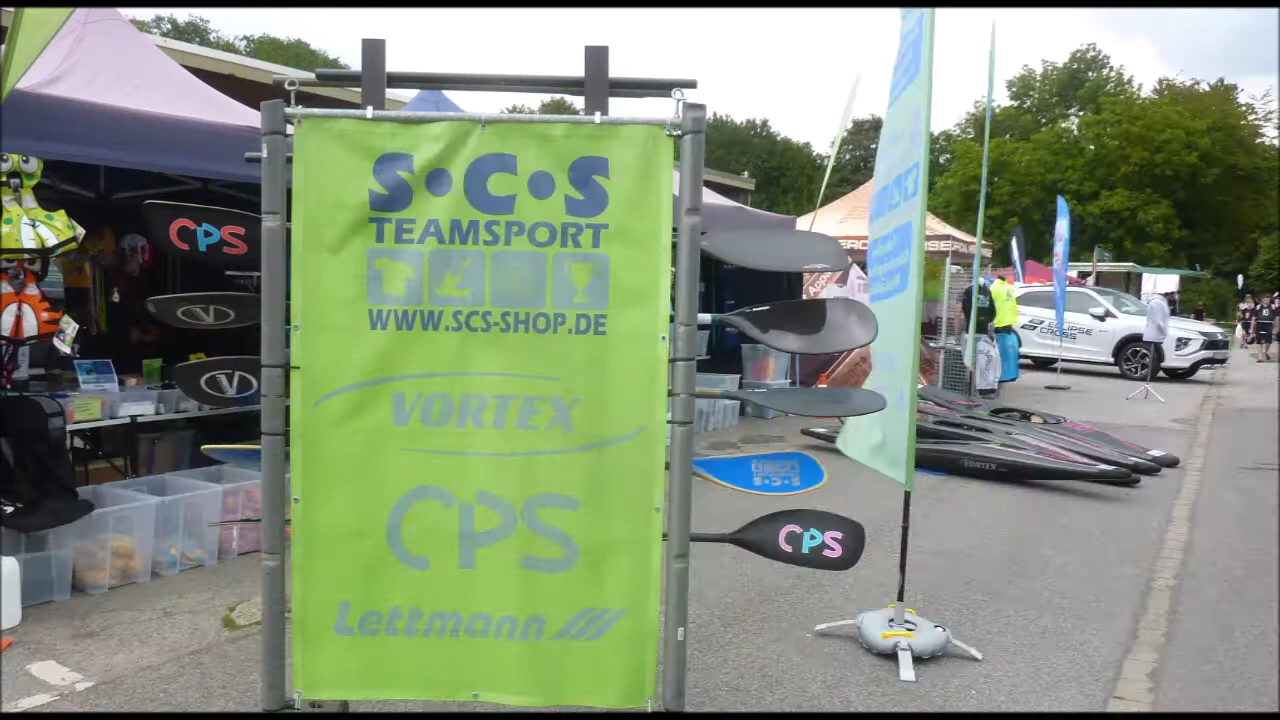 S•C•S
TEAMSPORT
WWW.SCS-SHOP.DE
VORTEX
CPS
Lettmann
CPS
V
V
S•C•S
CPS
VORTEX
ECLIPSE
CROSS